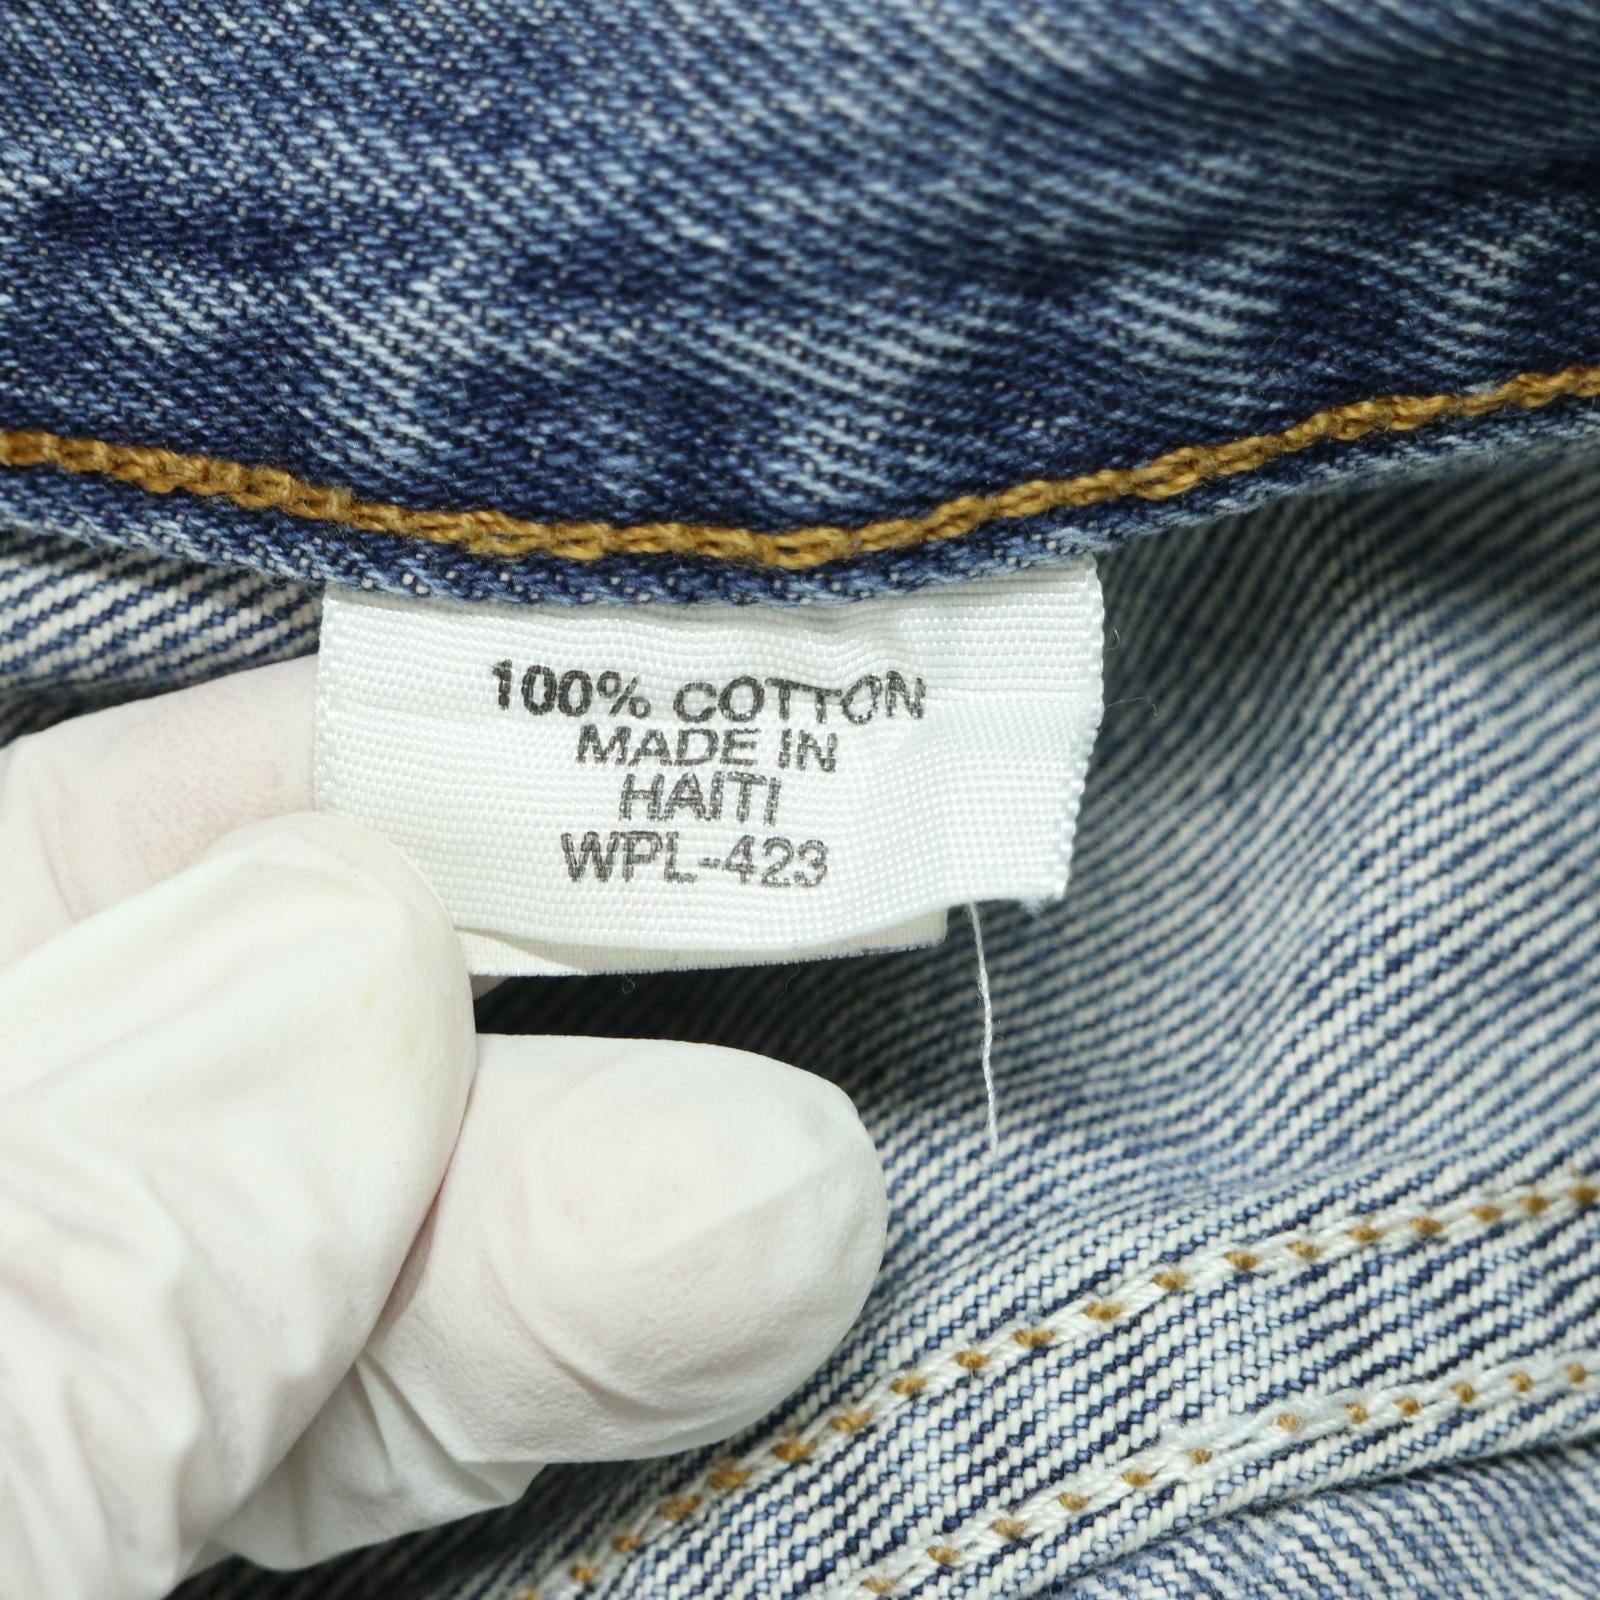 100% COTTON
MADE IN
HAITI
WPL-423